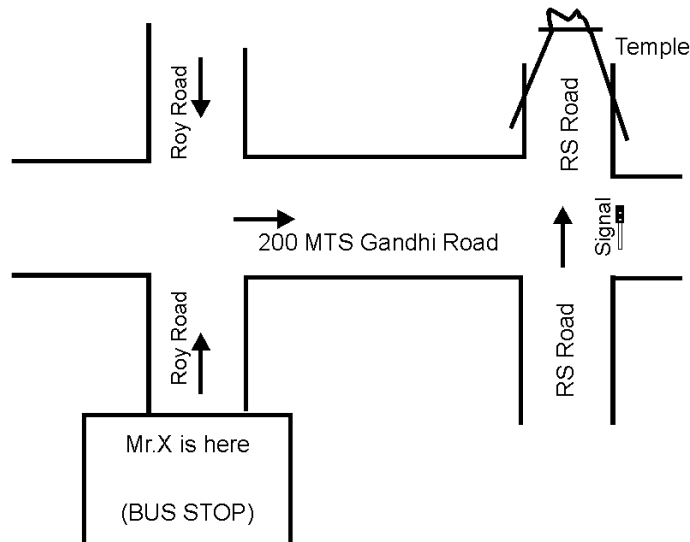 Temple
Roy Road
RS Road
Signal
200 MTS Gandhi Road
Roy Road
RS Road
Mr.X is here
(BUS STOP)